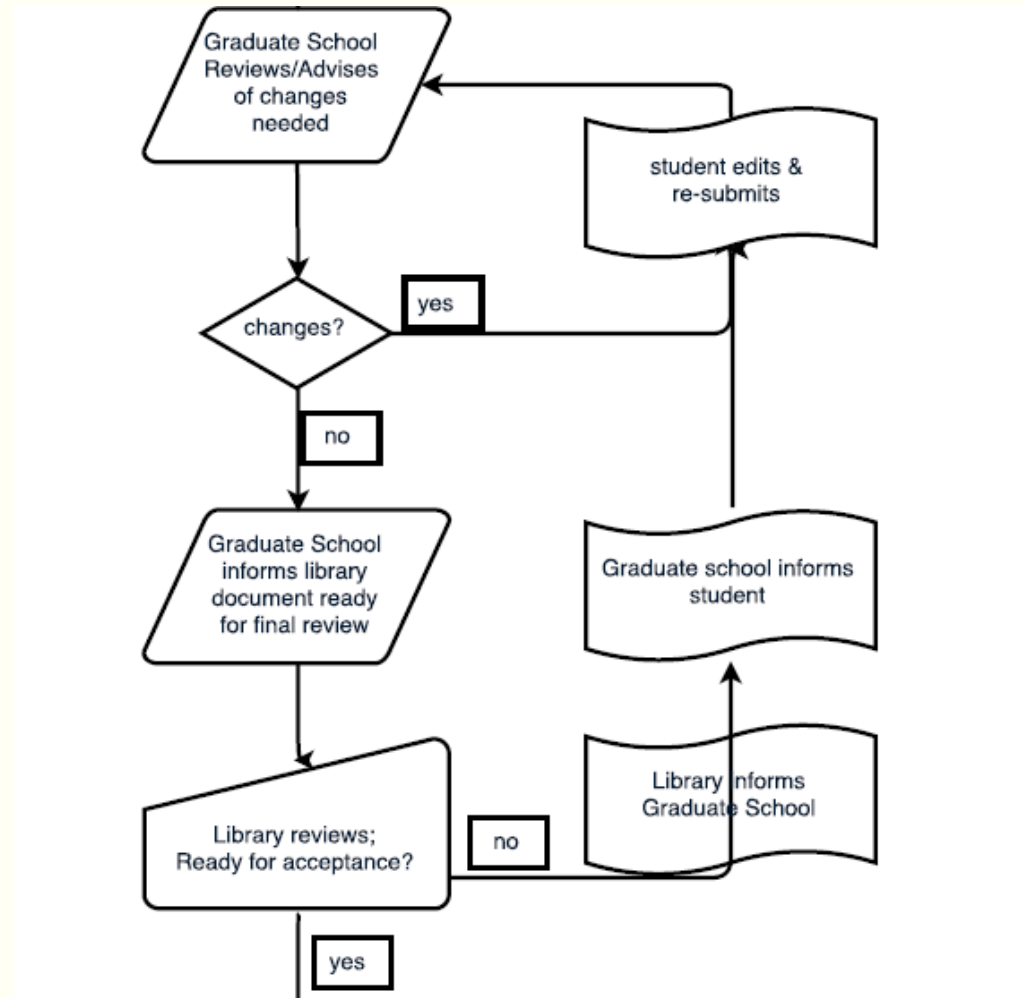 Graduate School
Reviews/Advises
of changes
needed
student edits &
re-submits
yes
changes?
no
Graduate School
informs library
document ready
for final review
Graduate school informs
student
Library informs
Graduate School
Library reviews;
Ready for acceptance?
no
yes